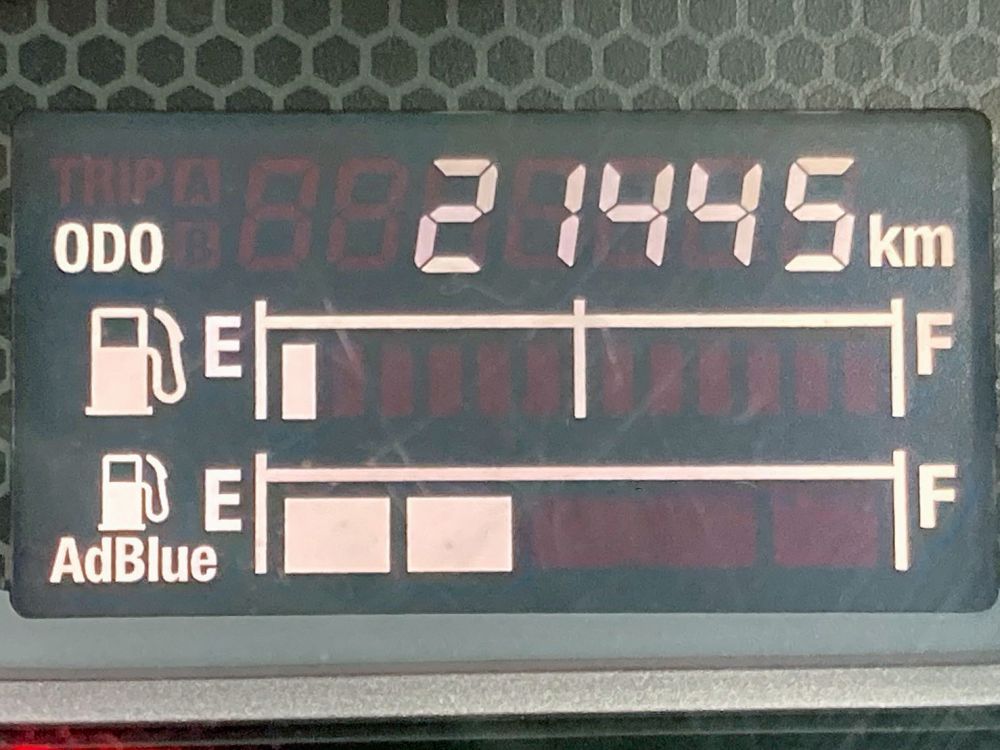 TRIP A
B
ODO 21445 km
E F
E F
AdBlue